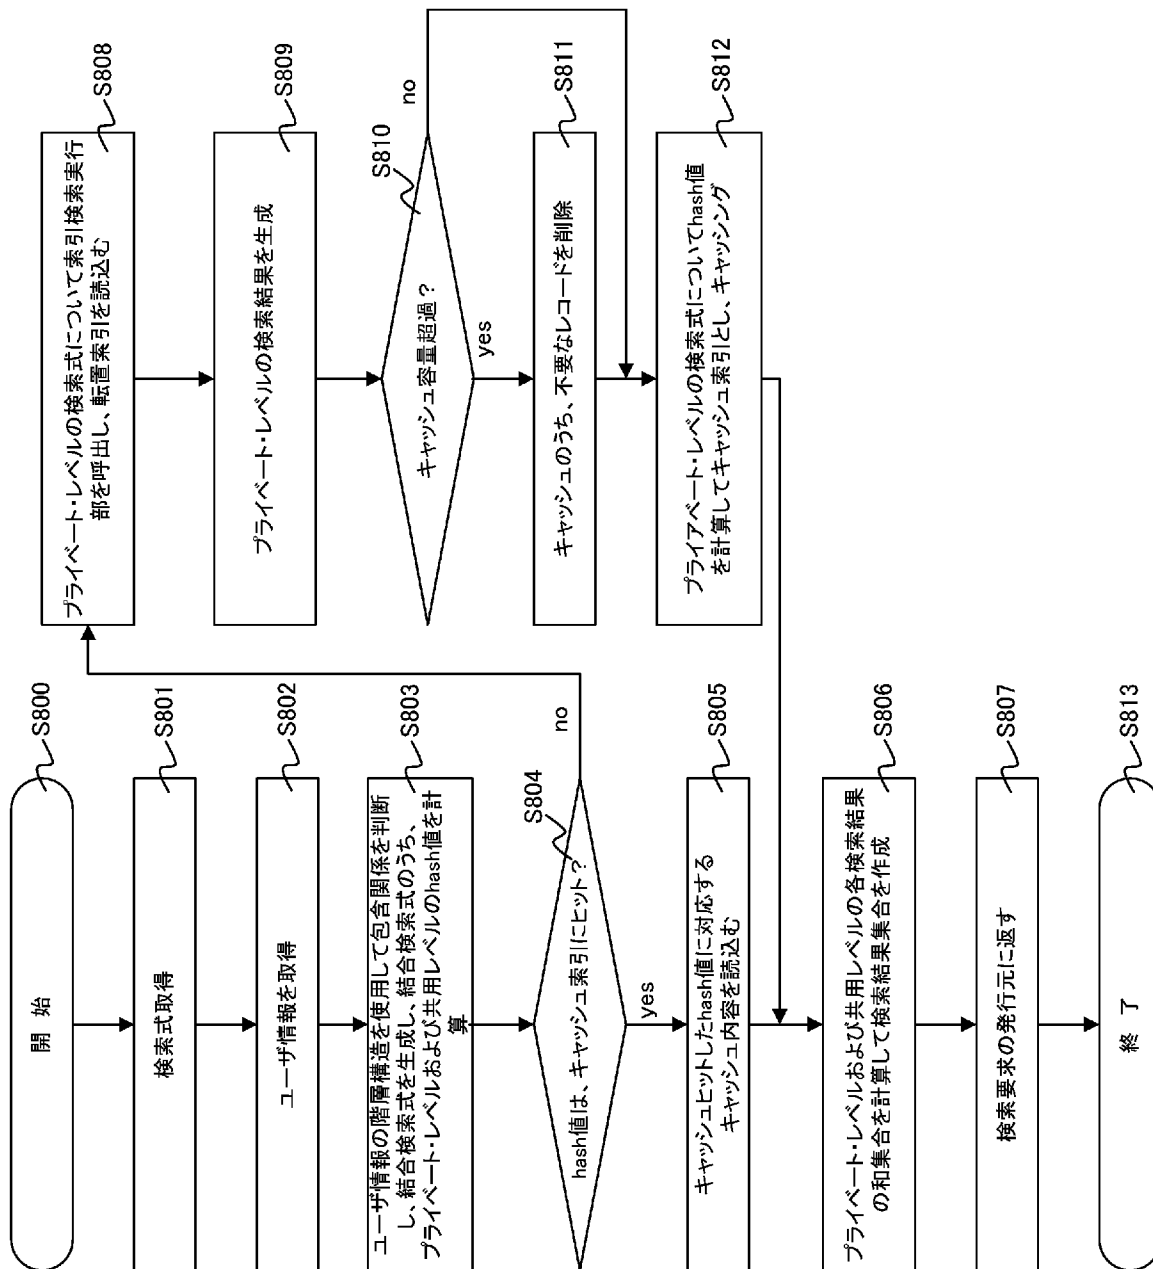 開 始
S800
検索式取得
S801
ユーザ情報を取得
S802
ユーザ情報の階層構造を使用して包含関係を判断
し、結合検索式を生成し、結合検索式のうち、
プライベート・レベルおよび共用レベルのhash値を計
算
S803
hash値は、キャッシュ索引にヒット?
S804
no
yes
キャッシュヒットしたhash値に対応する
キャッシュ内容を読込む
S805
プライベート・レベルおよび共用レベルの各検索結果
の和集合を計算して検索結果集合を作成
S806
検索要求の発行元に返す
S807
終 了
S813
プライベート・レベルの検索式について索引検索実行
部を呼出し、転置索引を読込む
S808
プライベート・レベルの検索結果を生成
S809
キャッシュ容量超過?
S810
no
yes
キャッシュのうち、不要なレコードを削除
S811
プライアベート・レベルの検索式についてhash値
を計算してキャッシュ索引とし、キャッシング
S812